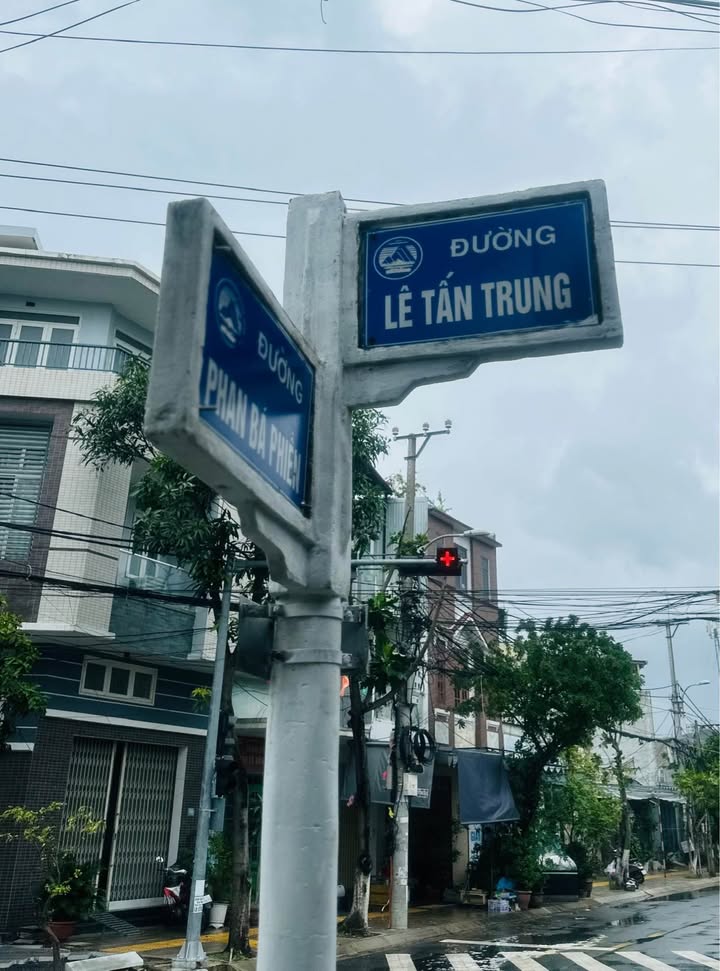 ĐƯỜNG
PHAN BÁ PHIẾN
ĐƯỜNG
LÊ TẤN TRUNG